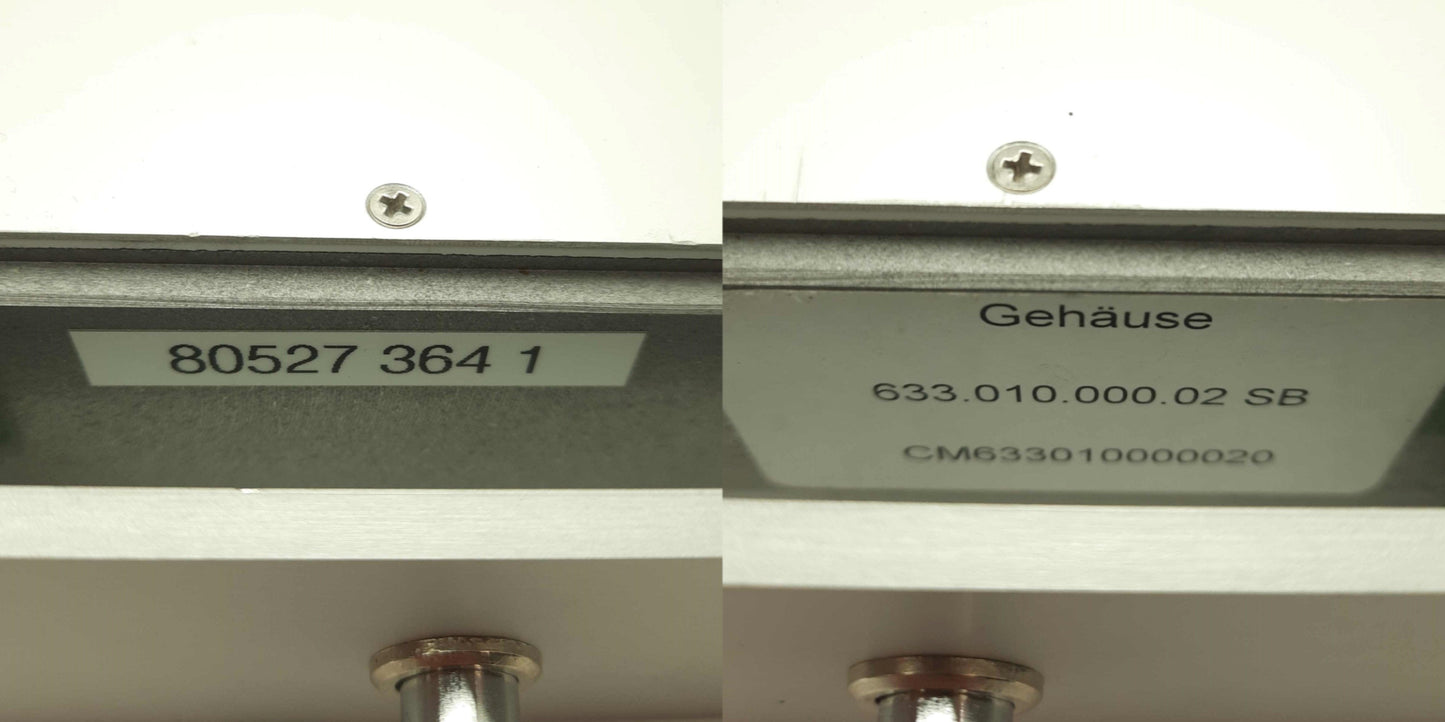 80527 364 1
Gehäuse
633.010.000.02 SB
CM633010000020